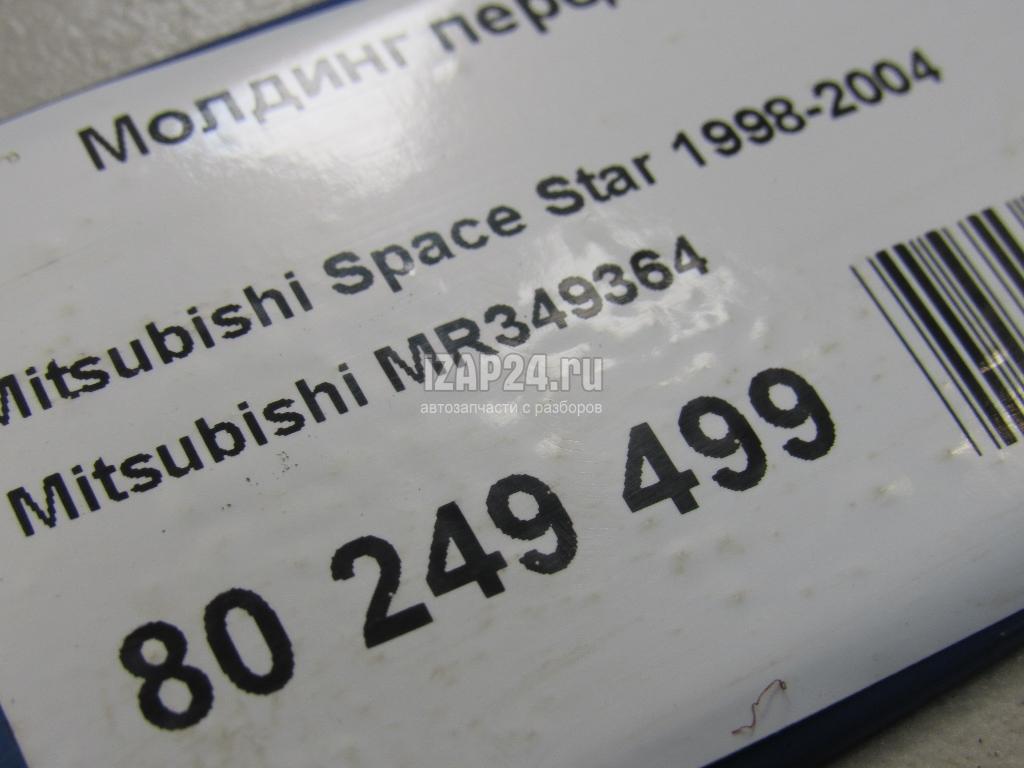 Молдинг
Mitsubishi Space Star 1998-2004
Mitsubishi MR349364
iZAP24.ru
автозапчасти с разборов
80 249 499